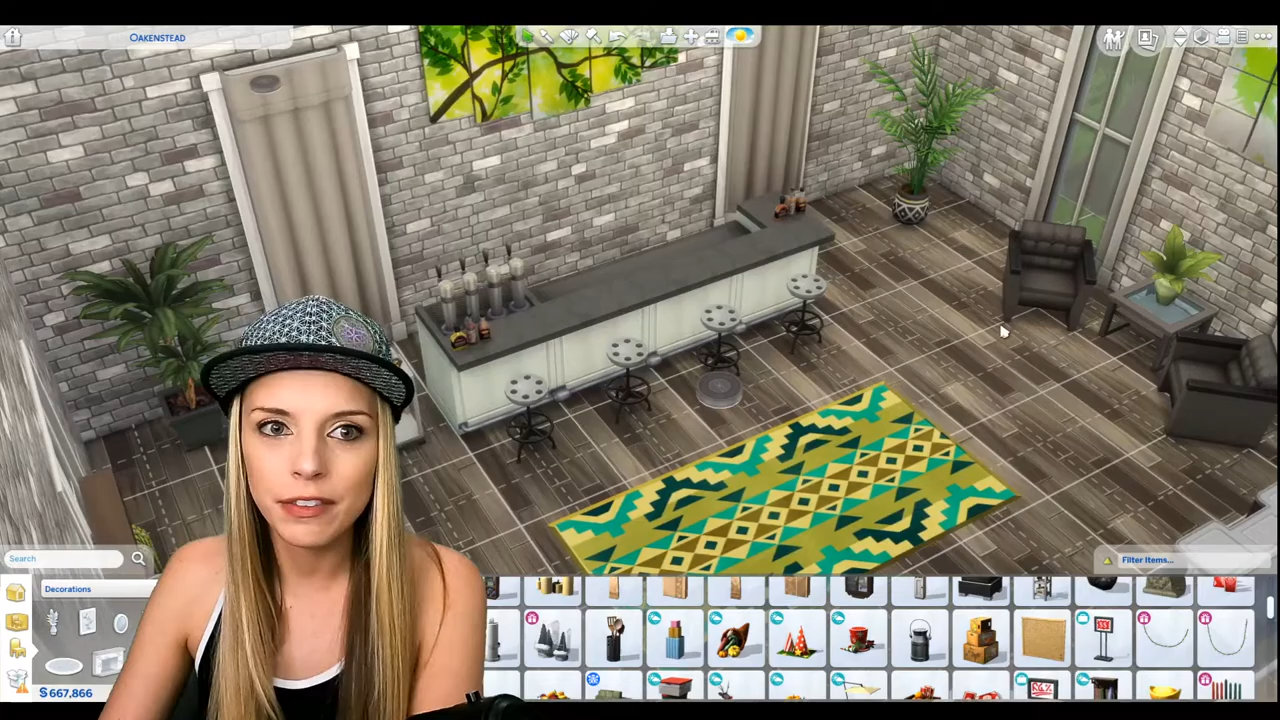 OAKENSTEAD
Search
Filter Items...
Decorations
§667,866